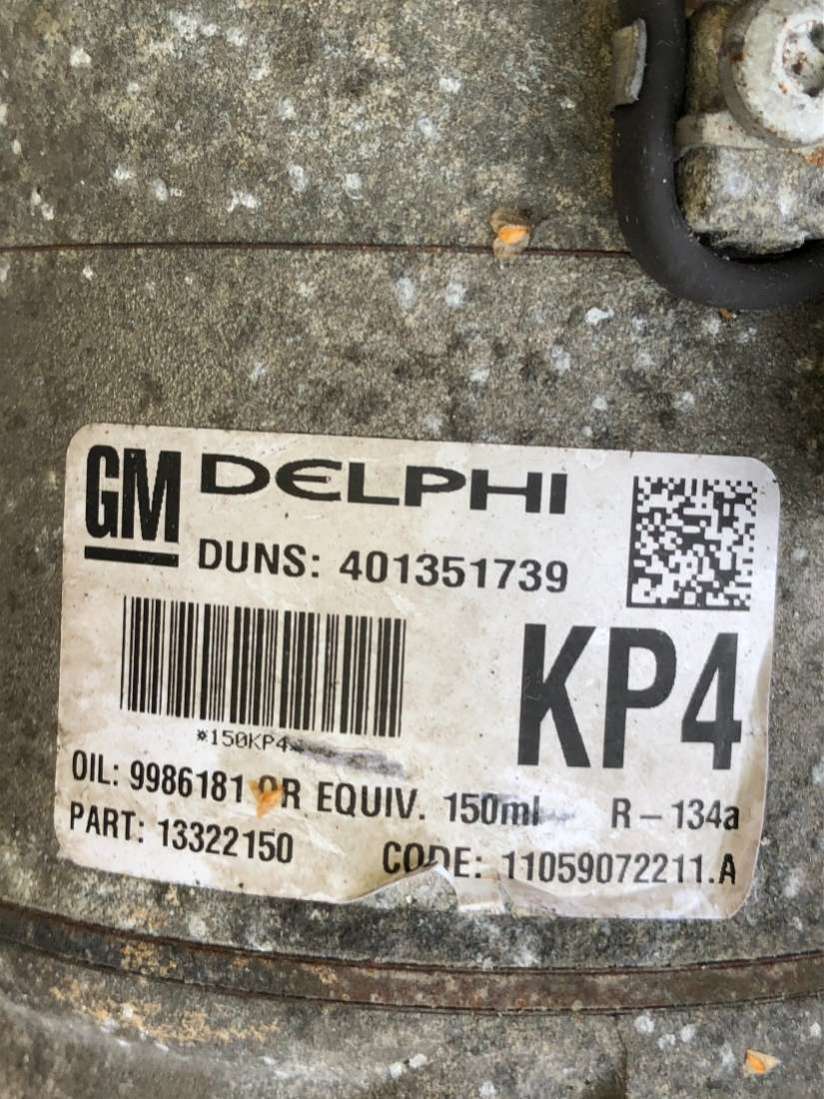 GM DELPHI
DUNS: 401351739
KP4
*150KP4
OIL: 9986181 OR EQUIV. 150ml R-134a
PART: 13322150 CODE: 11059072211.A